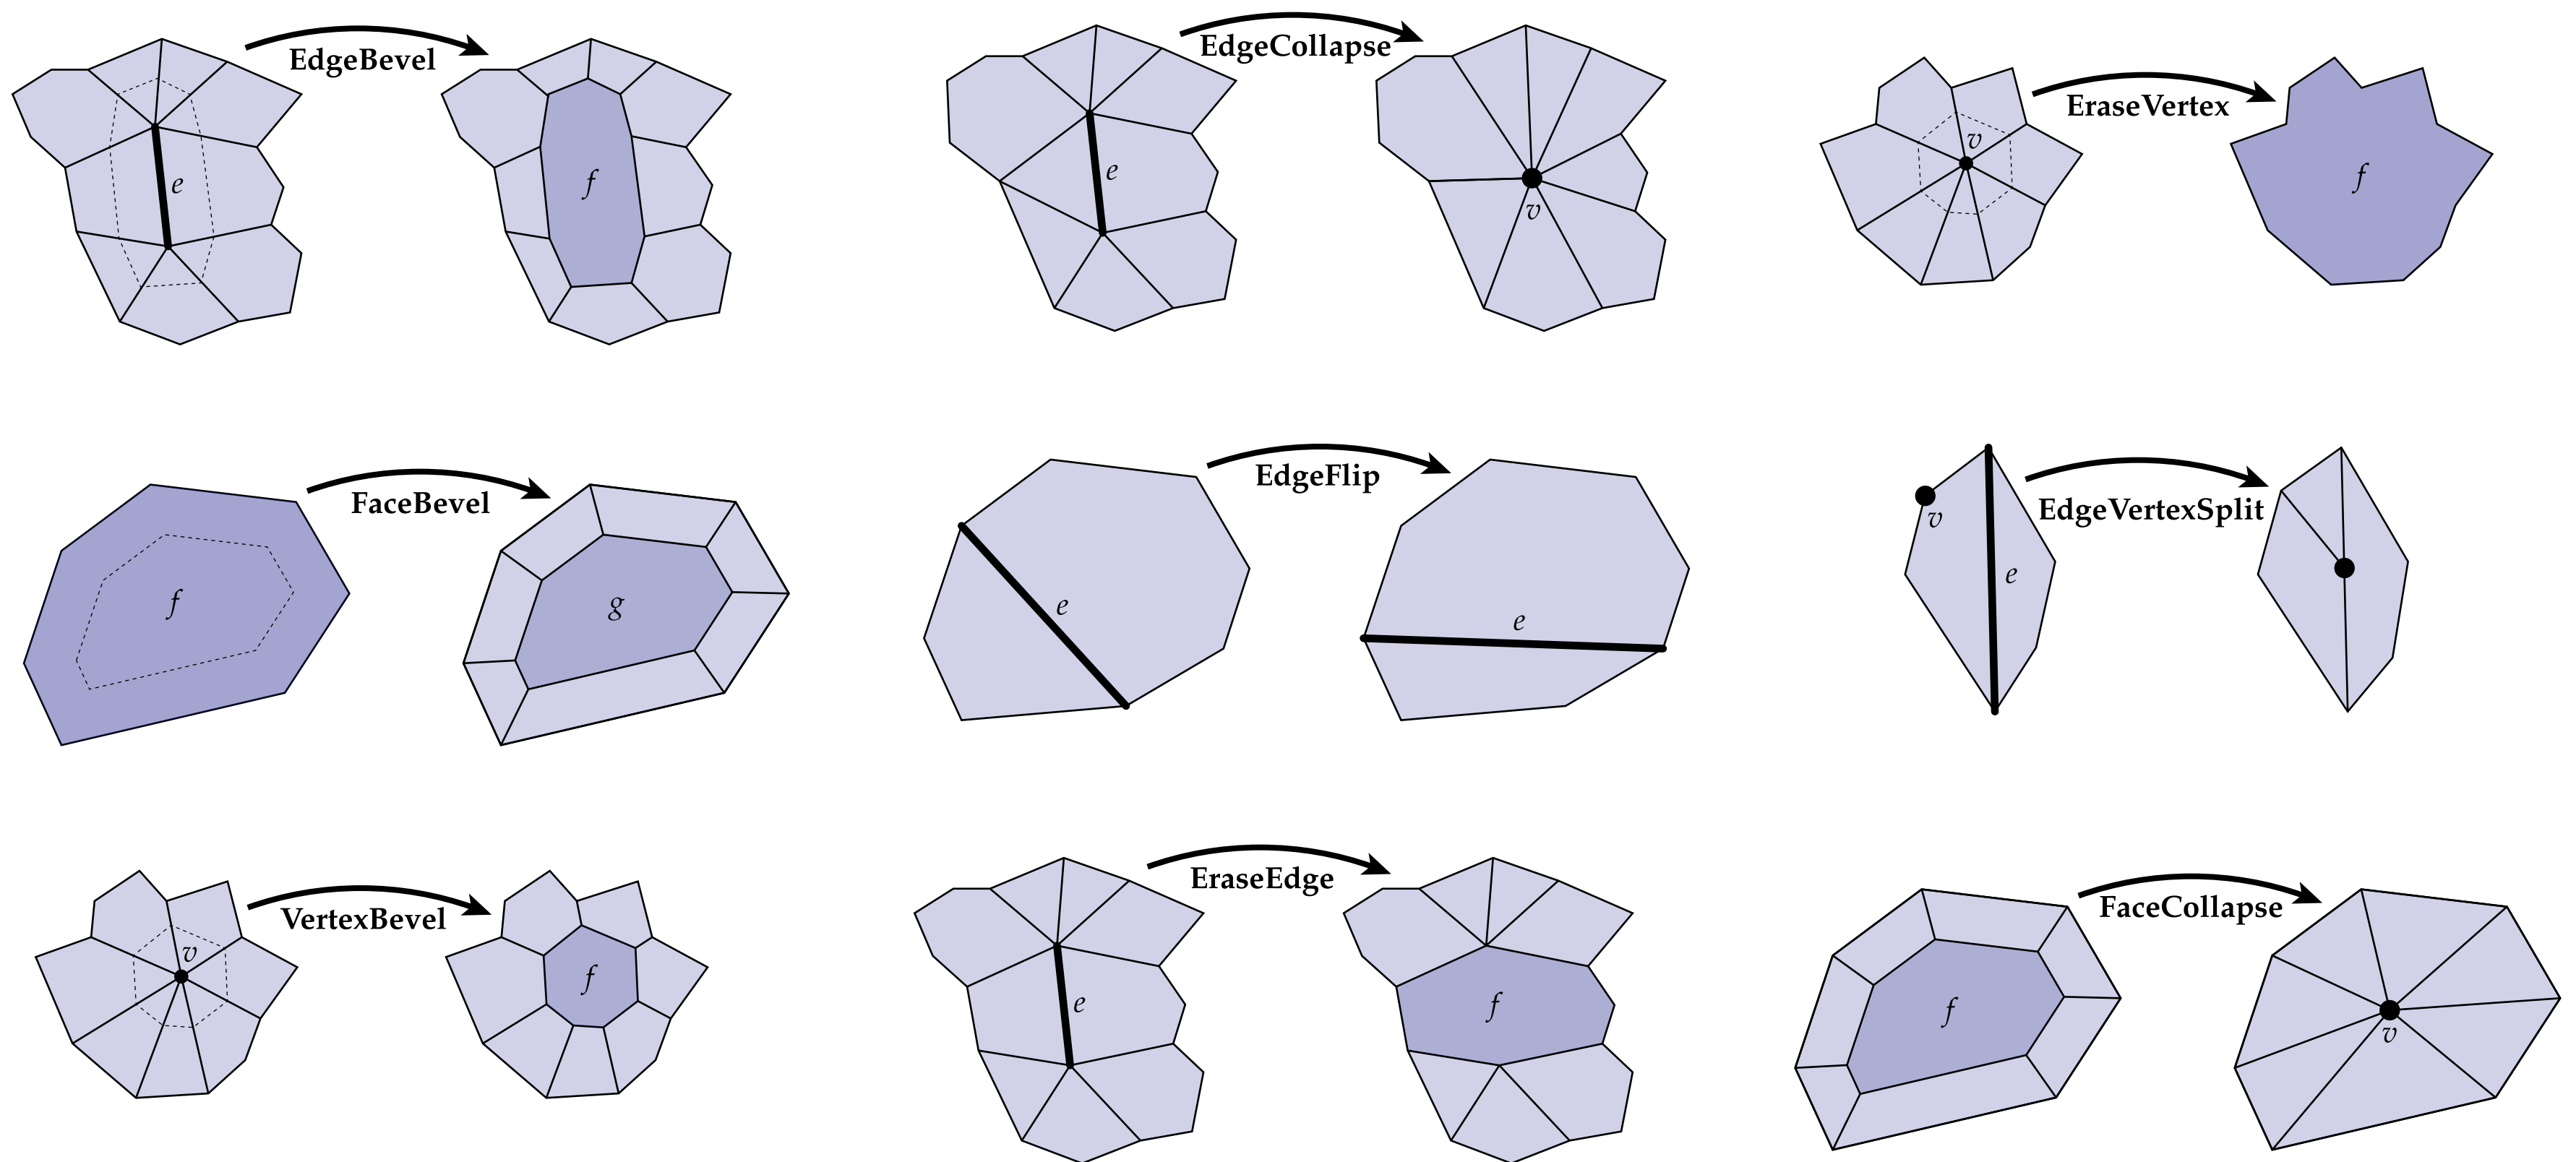 EdgeBevel
e
f
EdgeCollapse
e
v
EraseVertex
v
f
FaceBevel
f
g
EdgeFlip
e
e
EdgeVertexSplit
v
e
VertexBevel
v
f
EraseEdge
e
f
FaceCollapse
f
v